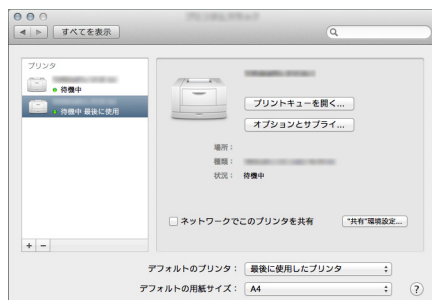 すべてを表示
プリンタ
待機中
待機中 最後に使用
プリントキューを開く...
オプションとサプライ...
場所：
種類：
状況： 待機中
ネットワークでこのプリンタを共有
"共有"環境設定...
+ −
デフォルトのプリンタ： 最後に使用したプリンタ
デフォルトの用紙サイズ： A4
?